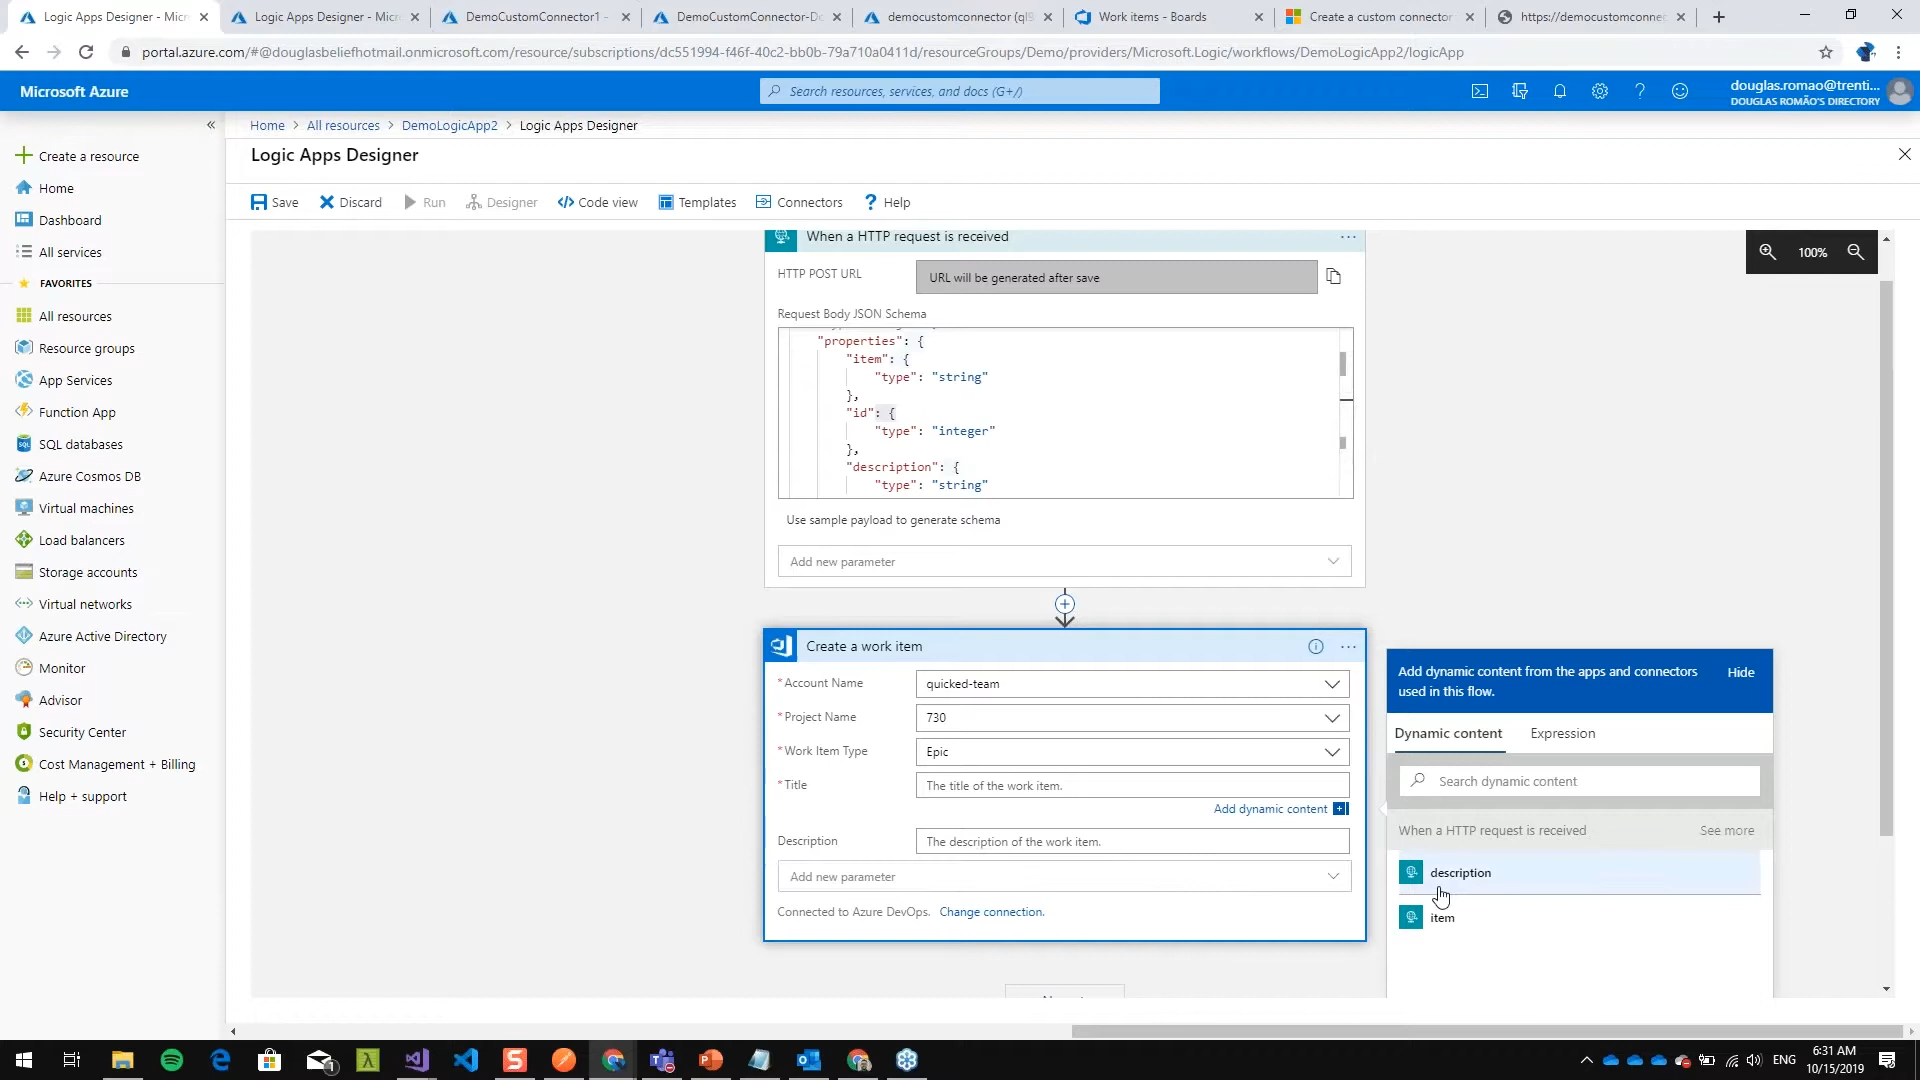 Logic Apps Designer - Micr
Logic Apps Designer - Micr
DemoCustomConnector1 -
DemoCustomConnector-Do
democustomconnector (ql9
Work items - Boards
Create a custom connector
https://democustomconnec
portal.azure.com/#@douglasbeliefhotmail.onmicrosoft.com/resource/subscriptions/dc551994-f46f-40c2-bb0b-79a710a0411d/resourceGroups/Demo/providers/Microsoft.Logic/workflows/DemoLogicApp2/logicApp
Microsoft Azure
Search resources, services, and docs (G+/)
douglas.romao@trenti...
DOUGLAS ROMÃO'S DIRECTORY
Home > All resources > DemoLogicApp2 > Logic Apps Designer
Logic Apps Designer
Save
Discard
Run
Designer
Code view
Templates
Connectors
Help
Create a resource
Home
Dashboard
All services
FAVORITES
All resources
Resource groups
App Services
Function App
SQL databases
Azure Cosmos DB
Virtual machines
Load balancers
Storage accounts
Virtual networks
Azure Active Directory
Monitor
Advisor
Security Center
Cost Management + Billing
Help + support
When a HTTP request is received
100%
HTTP POST URL
URL will be generated after save
Request Body JSON Schema
"properties": {
"item": {
"type": "string"
},
"id": {
"type": "integer"
},
"description": {
"type": "string"
Use sample payload to generate schema
Add new parameter
Create a work item
* Account Name
quicked-team
* Project Name
730
* Work Item Type
Epic
* Title
The title of the work item.
Add dynamic content
Description
The description of the work item.
Add new parameter
Connected to Azure DevOps. Change connection.
Add dynamic content from the apps and connectors used in this flow.
Hide
Dynamic content
Expression
Search dynamic content
When a HTTP request is received
See more
description
item
ENG
6:31 AM
10/15/2019